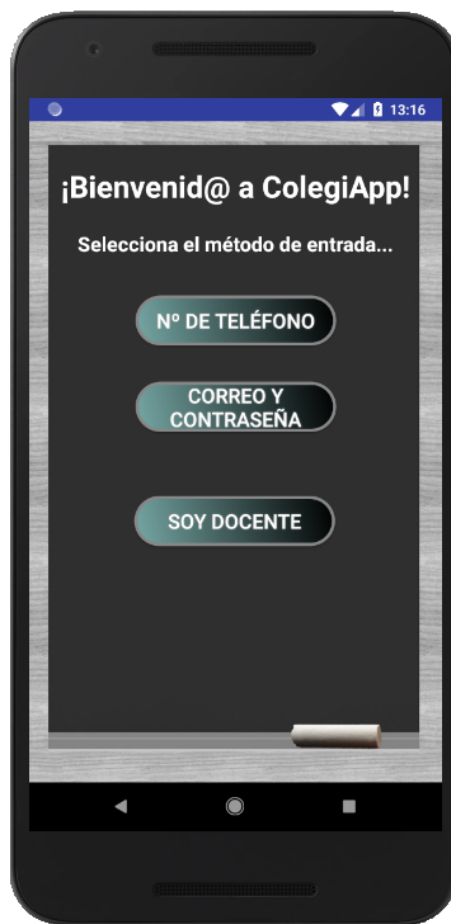 13:16
¡Bienvenid@ a ColegiApp!
Selecciona el método de entrada...
Nº DE TELÉFONO
CORREO Y
CONTRASEÑA
SOY DOCENTE